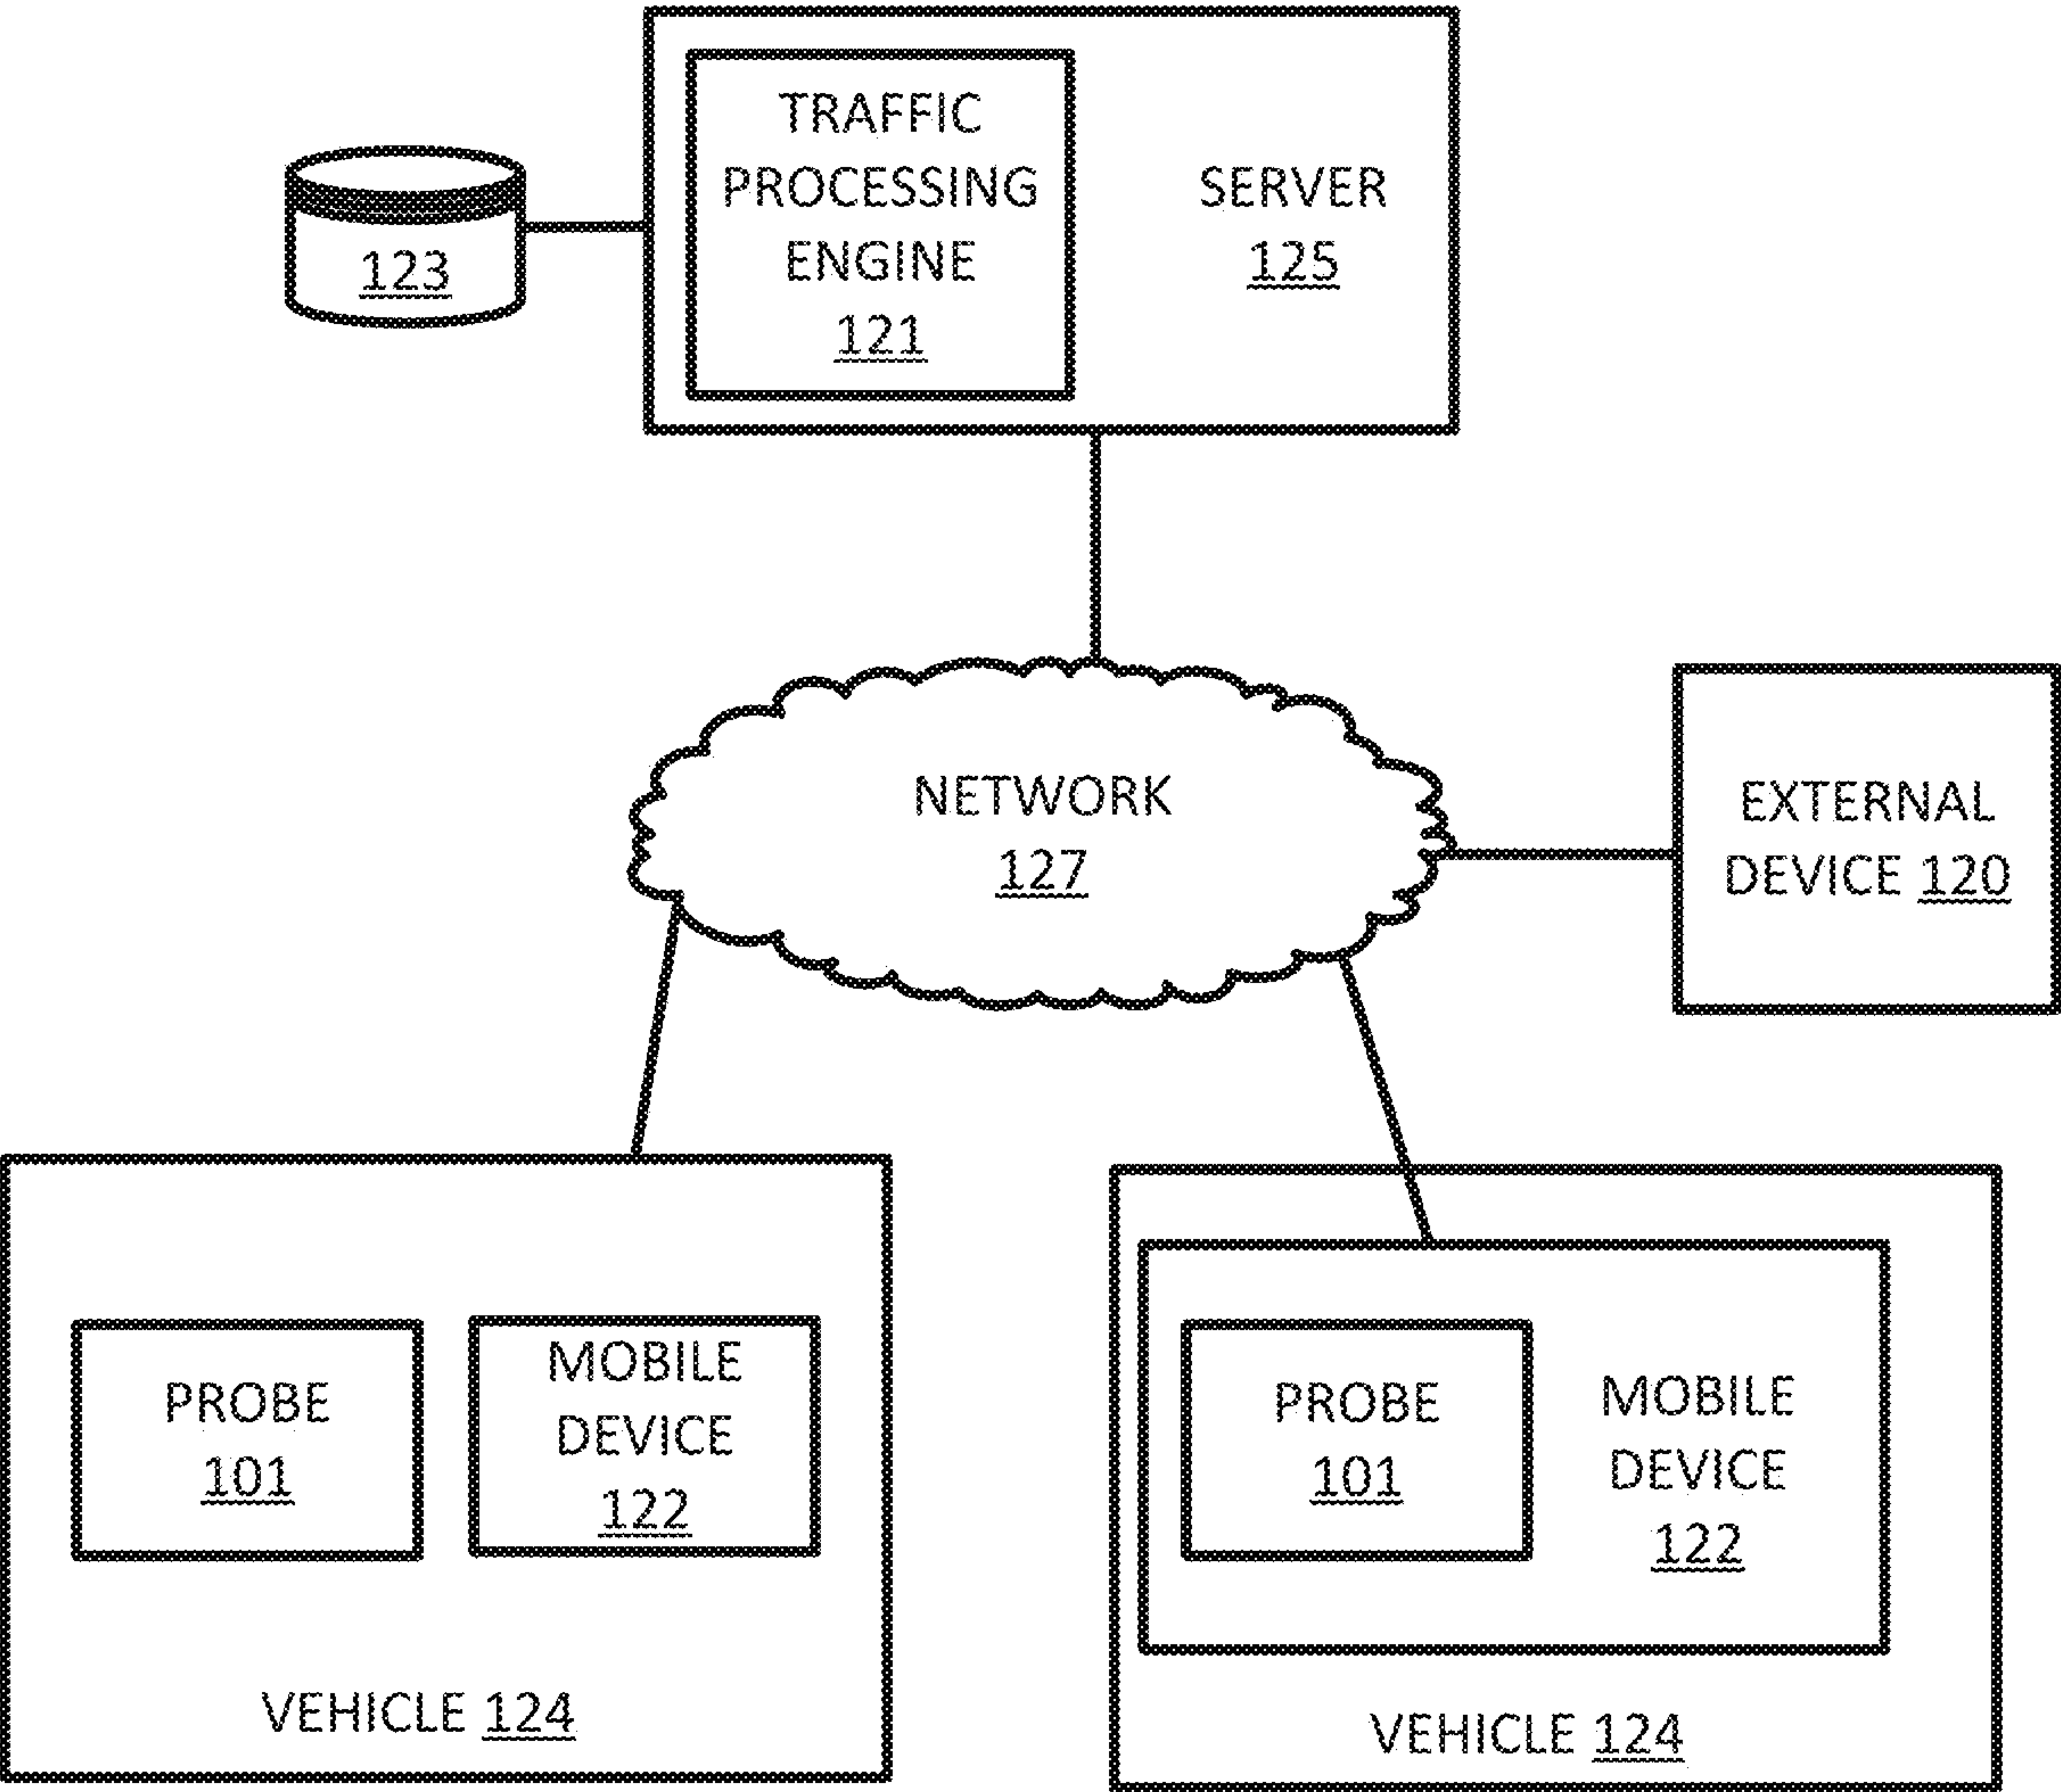 TRAFFIC
PROCESSING
ENGINE
121
SERVER
125
123
NETWORK
127
EXTERNAL
DEVICE 120
PROBE
101
MOBILE
DEVICE
122
VEHICLE 124
PROBE
101
MOBILE
DEVICE
122
VEHICLE 124